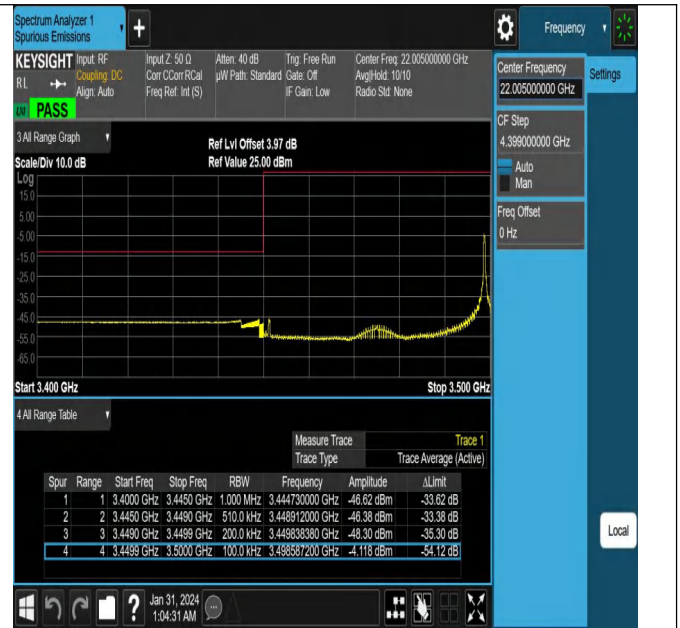 Spectrum Analyzer 1
Spurious Emissions
+
Frequency
KEYSIGHT
RL
Input: RF
Coupling: DC
Align: Auto
Input Z: 50 Ω
Corr CCorr RCal
Freq Ref: Int (S)
Atten: 40 dB
µW Path: Standard
Trig: Free Run
Gate: Off
IF Gain: Low
Center Freq: 22.005000000 GHz
Avg|Hold: 10/10
Radio Std: None
PASS
Center Frequency
22.005000000 GHz
Settings
CF Step
4.399000000 GHz
Auto
Man
Freq Offset
0 Hz
3 All Range Graph
Scale/Div 10.0 dB
Ref Lvl Offset 3.97 dB
Ref Value 25.00 dBm
Log
15.0
5.00
-5.00
-15.0
-25.0
-35.0
-45.0
-55.0
-65.0
Start 3.400 GHz Stop 3.500 GHz
4 All Range Table
Measure Trace Trace 1
Trace Type Trace Average (Active)
Spur Range Start Freq Stop Freq RBW Frequency Amplitude ΔLimit
1 1 3.4000 GHz 3.4450 GHz 1.000 MHz 3.444730000 GHz -46.62 dBm -33.62 dB
2 2 3.4450 GHz 3.4490 GHz 510.0 kHz 3.448912000 GHz -46.38 dBm -33.38 dB
3 3 3.4490 GHz 3.4499 GHz 200.0 kHz 3.449838380 GHz -48.30 dBm -35.30 dB
4 4 3.4499 GHz 3.5000 GHz 100.0 kHz 3.498587200 GHz -4.118 dBm -54.12 dB
Local
?
Jan 31, 2024
1:04:31 AM